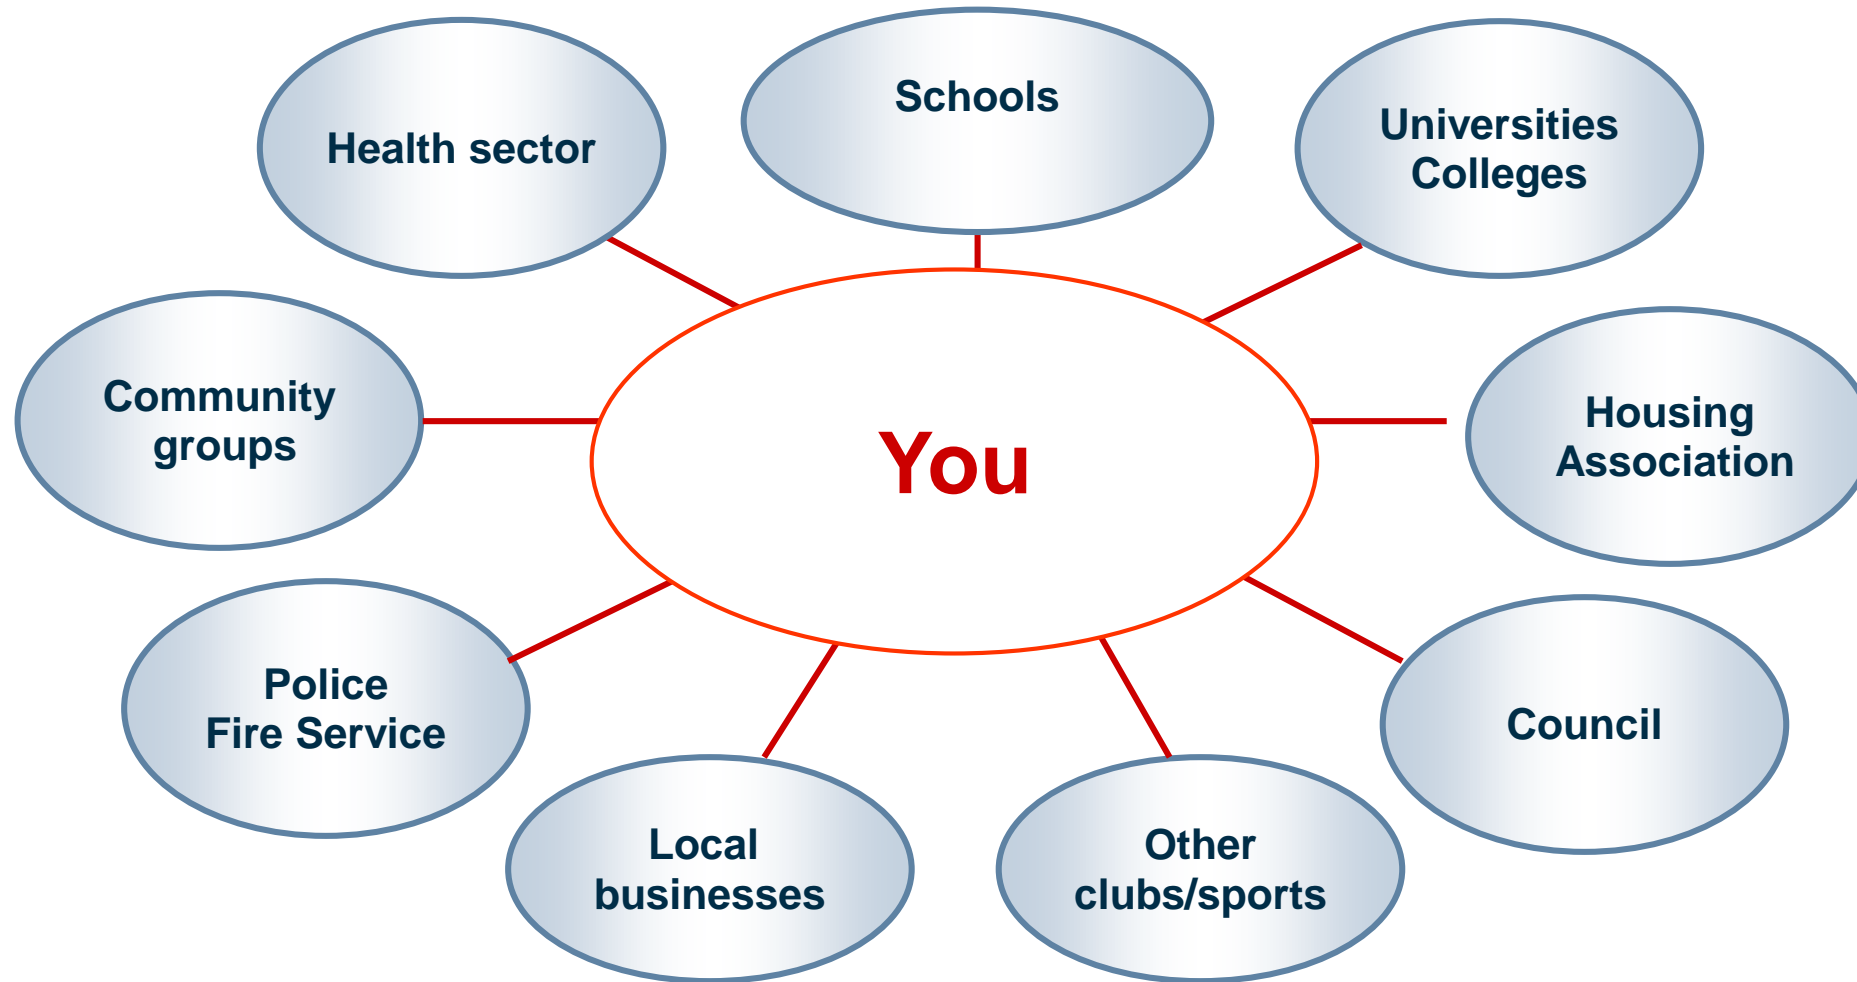 Schools
Health sector
Universities
Colleges
Community
groups
You
Housing
Association
Police
Fire Service
Council
Local
businesses
Other
clubs/sports